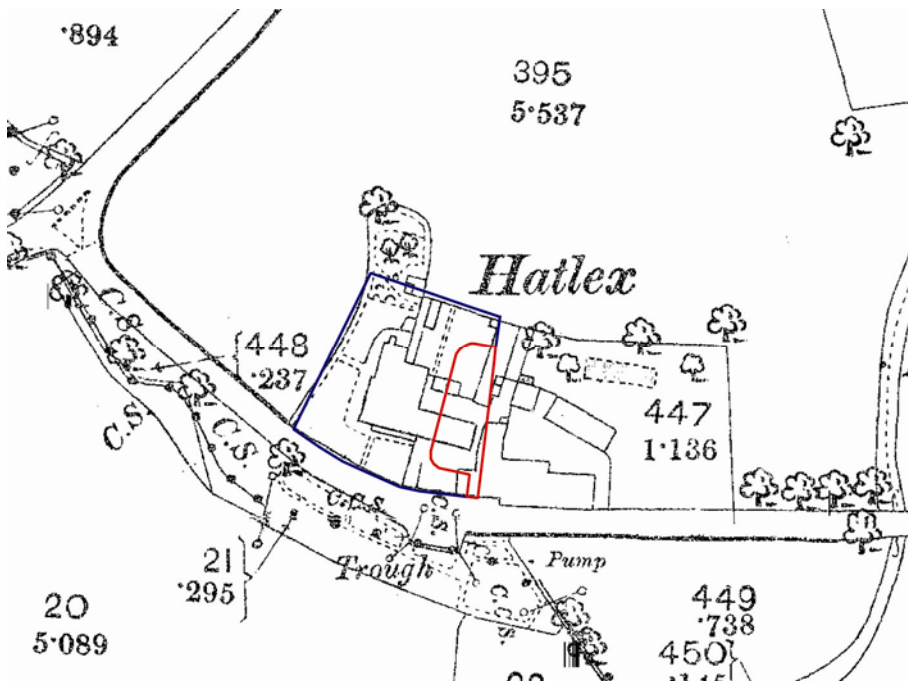 ·894
395
5·537
Hatlex
C.S.
448
·237
C.S.
C.S.
447
1·136
C.C.S.
C.S.
21
·295
Trough
Pump
C.C.S.
20
5·089
449
·738
450